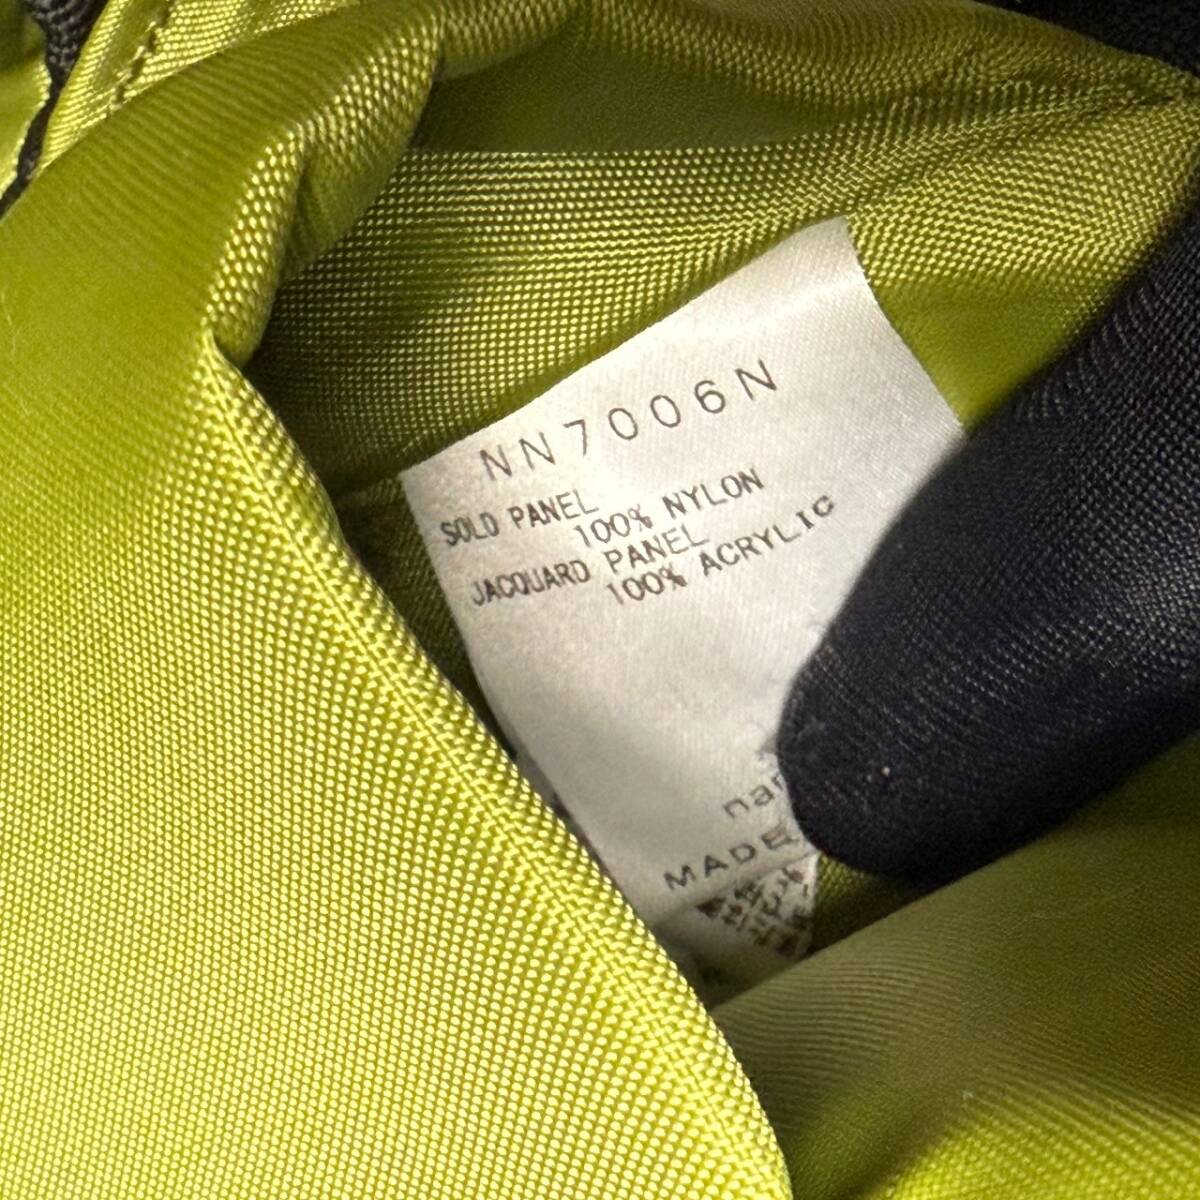 NN7006N
SOLD PANEL
100% NYLON
JACQUARD PANEL
100% ACRYLIC
MADE